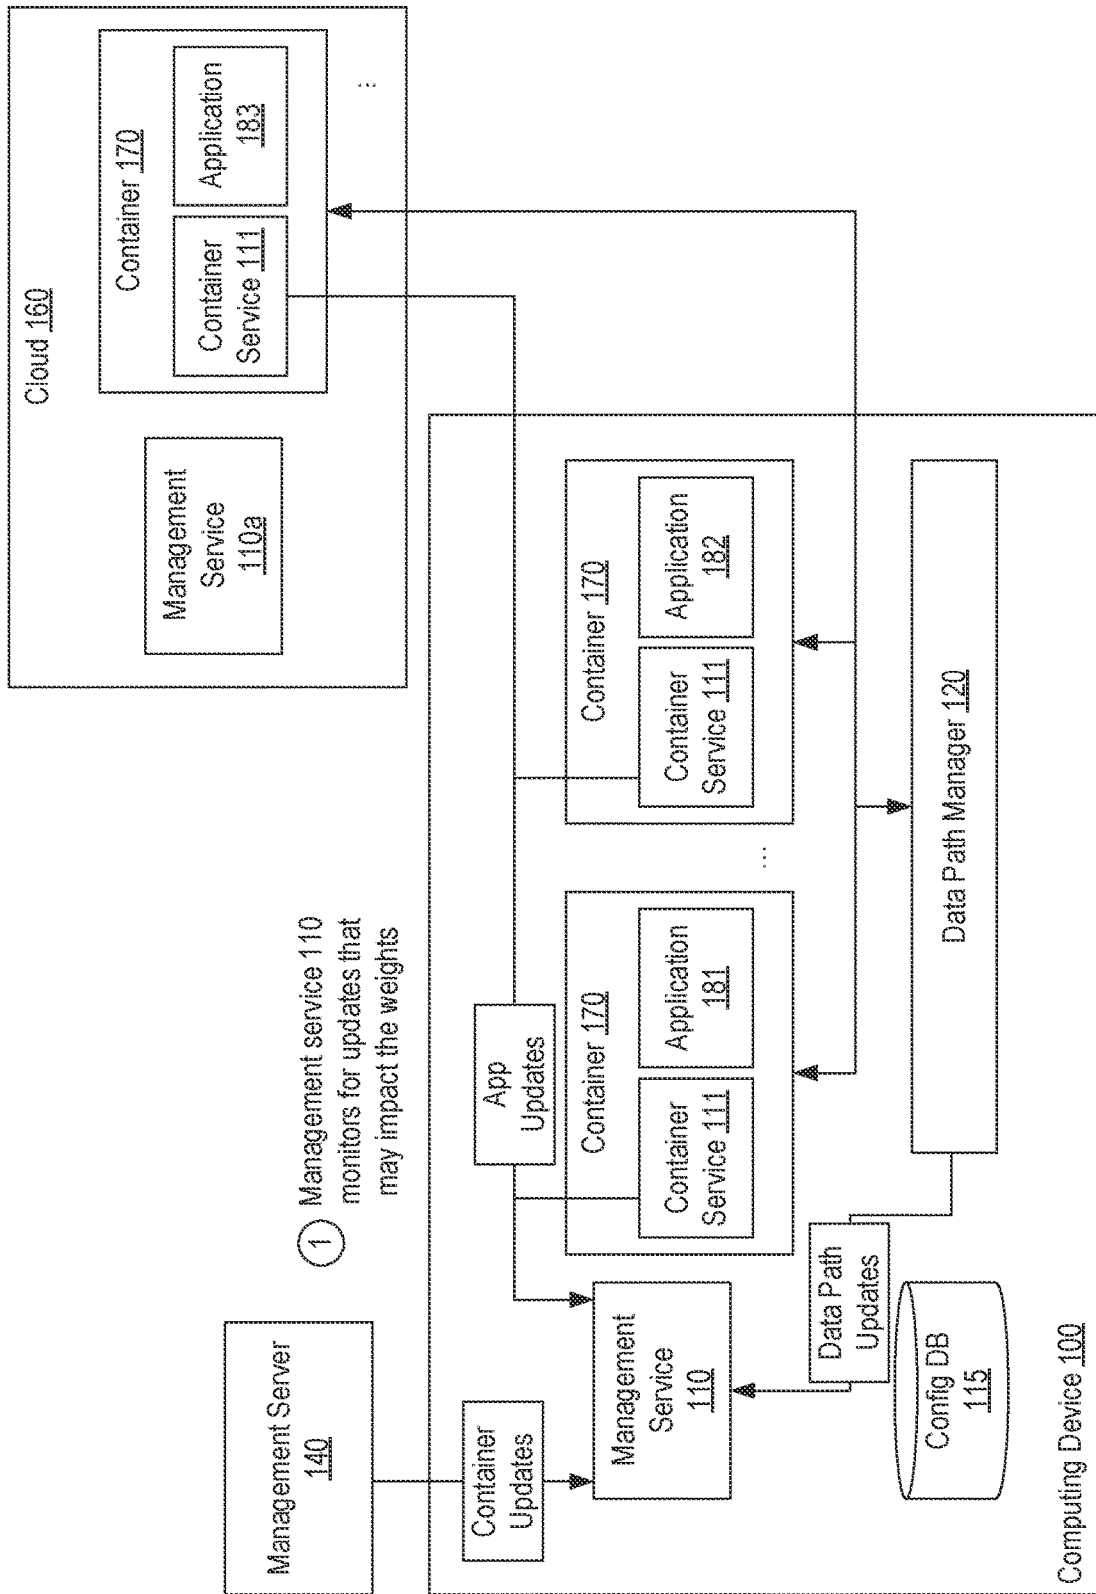 Management Server
140
Container
Updates
1
Management service 110
monitors for updates that
may impact the weights
Cloud 160
Management
Service
110a
Container 170
Container
Service 111
Application
183
...
App
Updates
Management
Service
110
Container 170
Container
Service 111
Application
181
...
Container 170
Container
Service 111
Application
182
Data Path
Updates
Config DB
115
Data Path Manager 120
Computing Device 100